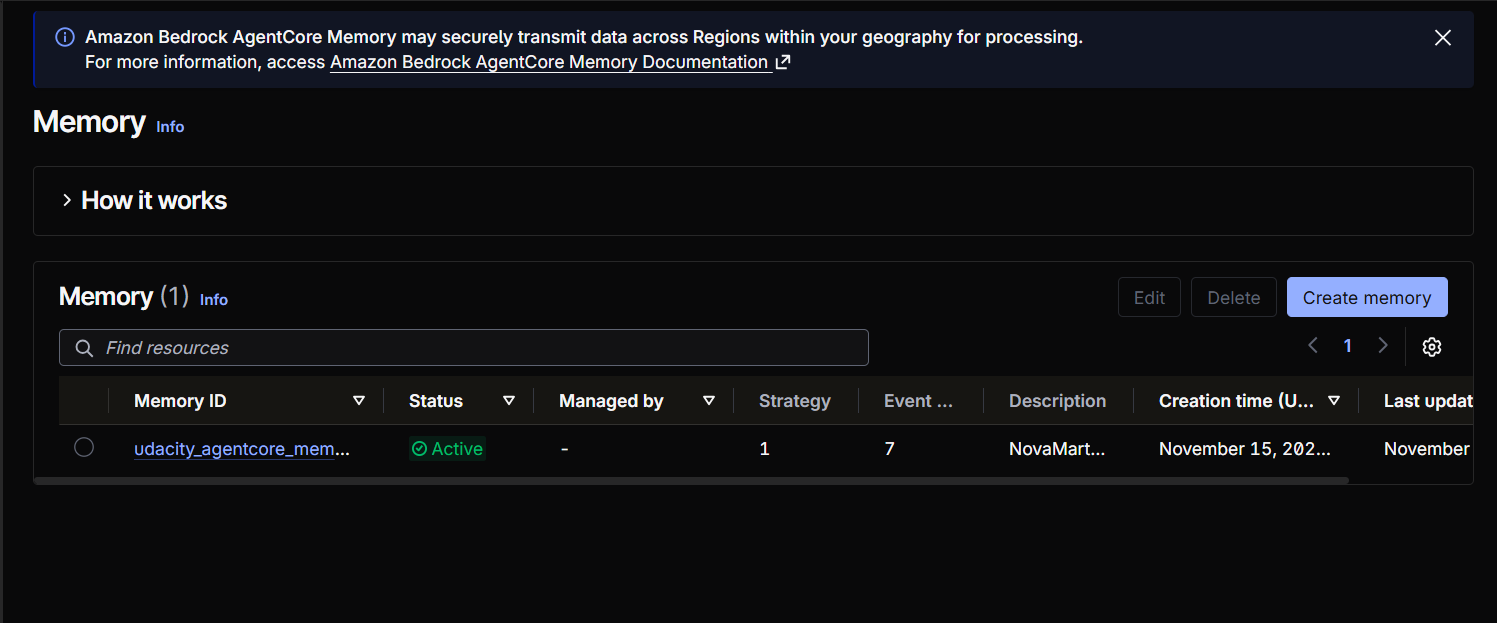 Amazon Bedrock AgentCore Memory may securely transmit data across Regions within your geography for processing.
For more information, access Amazon Bedrock AgentCore Memory Documentation
Memory Info
How it works
Memory (1) Info
Edit
Delete
Create memory
Find resources
1
Memory ID
Status
Managed by
Strategy
Event ...
Description
Creation time (U...
Last updat
udacity_agentcore_mem...
Active
-
1
7
NovaMart...
November 15, 202...
November